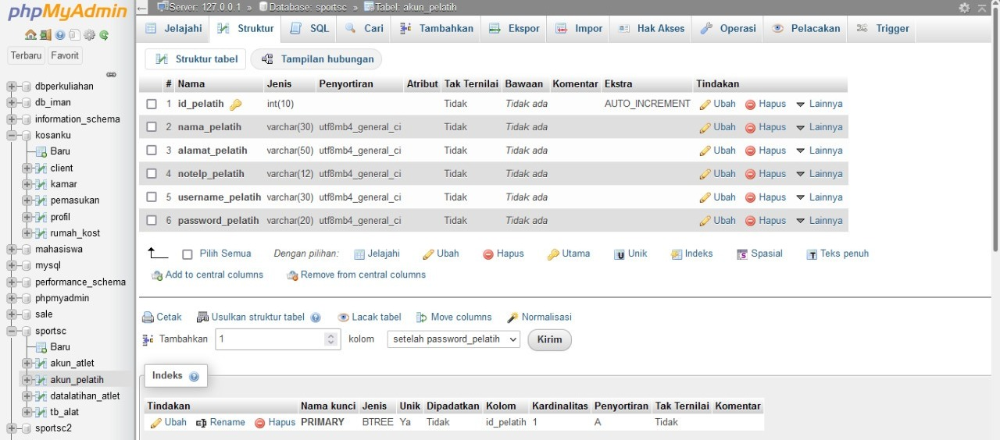 phpMyAdmin
Terbaru Favorit
dbperkuliahan
db_iman
information_schema
kosanku
Baru
client
kamar
pemasukan
profil
rumah_kost
mahasiswa
mysql
performance_schema
phpmyadmin
sale
sportsc
Baru
akun_atlet
akun_pelatih
datalatihan_atlet
tb_alat
sportsc2
Server: 127.0.0.1 » Database: sportsc » Tabel: akun_pelatih
Jelajahi Struktur SQL Cari Tambahkan Ekspor Impor Hak Akses Operasi Pelacakan Trigger
Struktur tabel Tampilan hubungan
# Nama Jenis Penyortiran Atribut Tak Ternilai Bawaan Komentar Ekstra Tindakan
1 id_pelatih int(10) Tidak Tidak ada AUTO_INCREMENT Ubah Hapus Lainnya
2 nama_pelatih varchar(30) utf8mb4_general_ci Tidak Tidak ada Ubah Hapus Lainnya
3 alamat_pelatih varchar(50) utf8mb4_general_ci Tidak Tidak ada Ubah Hapus Lainnya
4 notelp_pelatih varchar(12) utf8mb4_general_ci Tidak Tidak ada Ubah Hapus Lainnya
5 username_pelatih varchar(30) utf8mb4_general_ci Tidak Tidak ada Ubah Hapus Lainnya
6 password_pelatih varchar(20) utf8mb4_general_ci Tidak Tidak ada Ubah Hapus Lainnya
Pilih Semua Dengan pilihan: Jelajahi Ubah Hapus Utama Unik Indeks Spasial Teks penuh
Add to central columns Remove from central columns
Cetak Usulkan struktur tabel Lacak tabel Move columns Normalisasi
Tambahkan 1 kolom setelah password_pelatih Kirim
Indeks
Tindakan Nama kunci Jenis Unik Dipadatkan Kolom Kardinalitas Penyortiran Tak Ternilai Komentar
Ubah Rename Hapus PRIMARY BTREE Ya Tidak id_pelatih 1 A Tidak